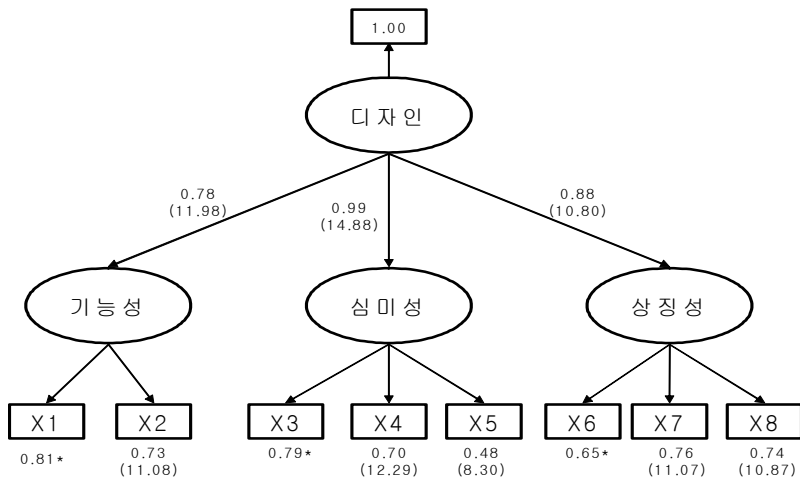 1.00
디자인
0.78
(11.98)
0.99
(14.88)
0.88
(10.80)
기능성
심미성
상징성
X1
X2
X3
X4
X5
X6
X7
X8
0.81*
0.73
(11.08)
0.79*
0.70
(12.29)
0.48
(8.30)
0.65*
0.76
(11.07)
0.74
(10.87)